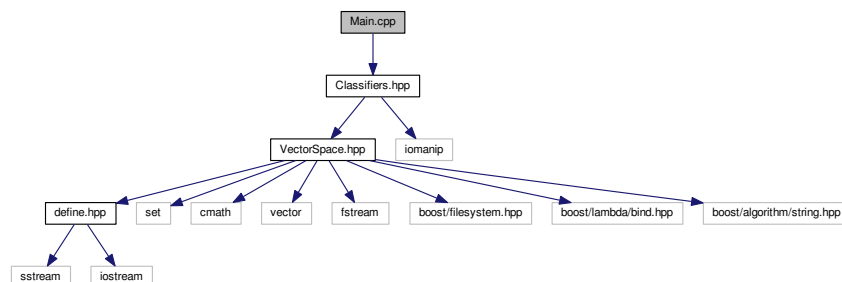 Main.cpp
Classifiers.hpp
VectorSpace.hpp
iomanip
define.hpp
set
cmath
vector
fstream
boost/filesystem.hpp
boost/lambda/bind.hpp
boost/algorithm/string.hpp
sstream
iostream